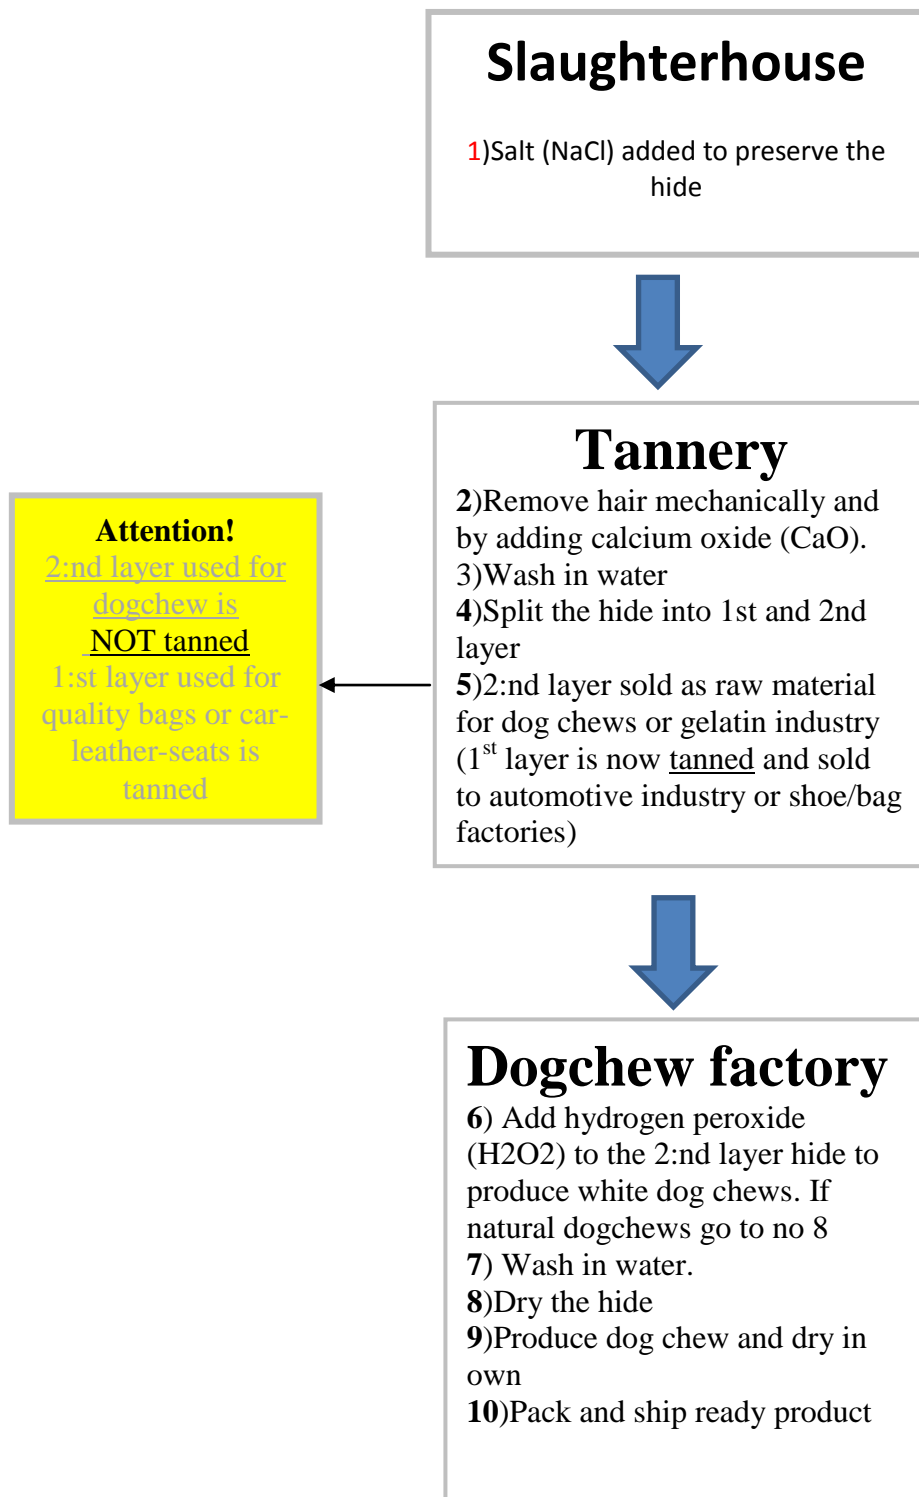 Slaughterhouse
1)Salt (NaCl) added to preserve the
hide
Tannery
2)Remove hair mechanically and
by adding calcium oxide (CaO).
3)Wash in water
4)Split the hide into 1st and 2nd
layer
5)2:nd layer sold as raw material
for dog chews or gelatin industry
(1st layer is now tanned and sold
to automotive industry or shoe/bag
factories)
Attention!
2:nd layer used for
dogchew is
NOT tanned
1:st layer used for
quality bags or car-
leather-seats is
tanned
Dogchew factory
6) Add hydrogen peroxide
(H2O2) to the 2:nd layer hide to
produce white dog chews. If
natural dogchews go to no 8
7) Wash in water.
8)Dry the hide
9)Produce dog chew and dry in
own
10)Pack and ship ready product